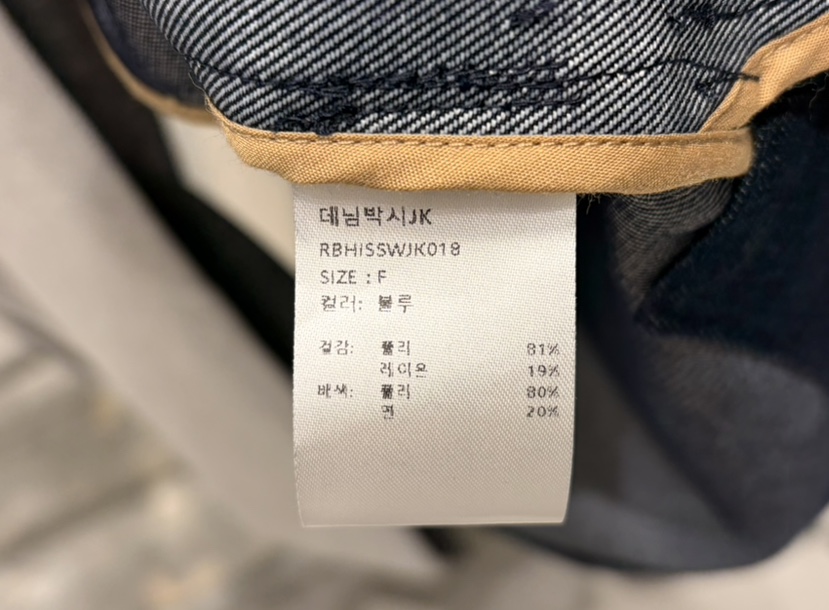 데님박시JK
RBHISSWJK018
SIZE : F
컬러: 블루
겉감: 폴리 81%
레이온 19%
배색: 폴리 80%
면 20%